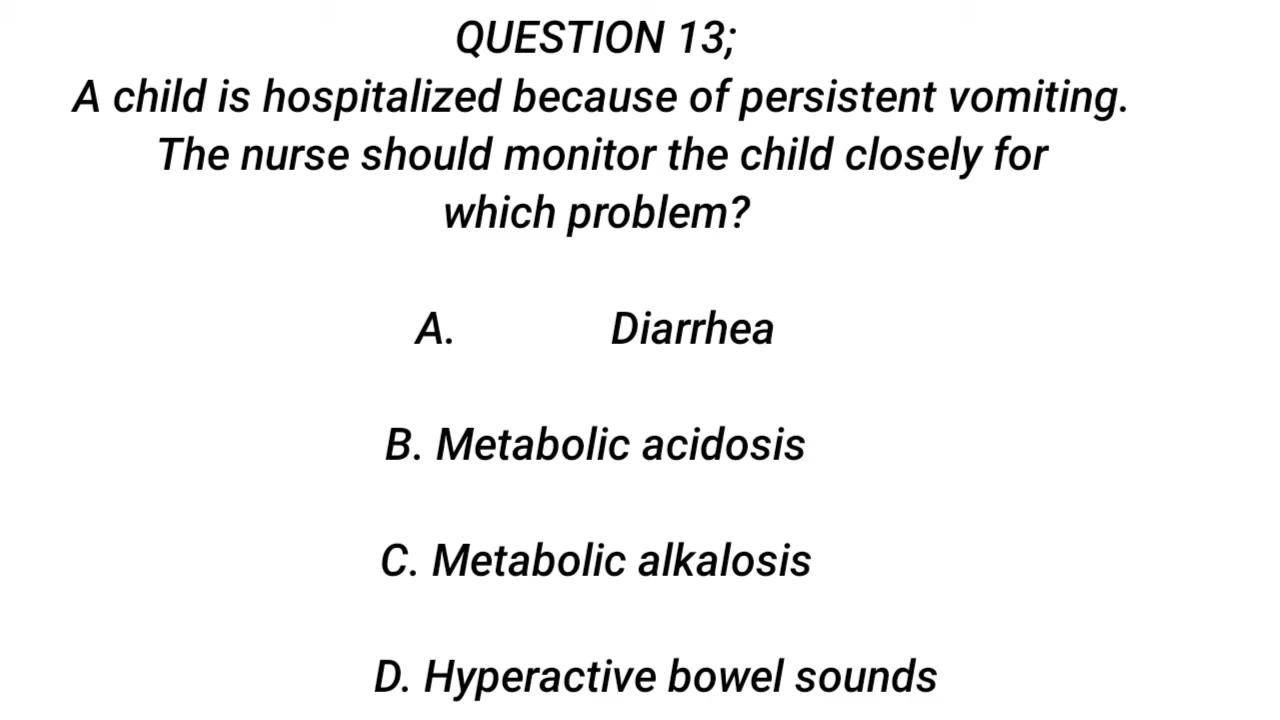 QUESTION 13;
A child is hospitalized because of persistent vomiting.
The nurse should monitor the child closely for
which problem?
A. Diarrhea
B. Metabolic acidosis
C. Metabolic alkalosis
D. Hyperactive bowel sounds